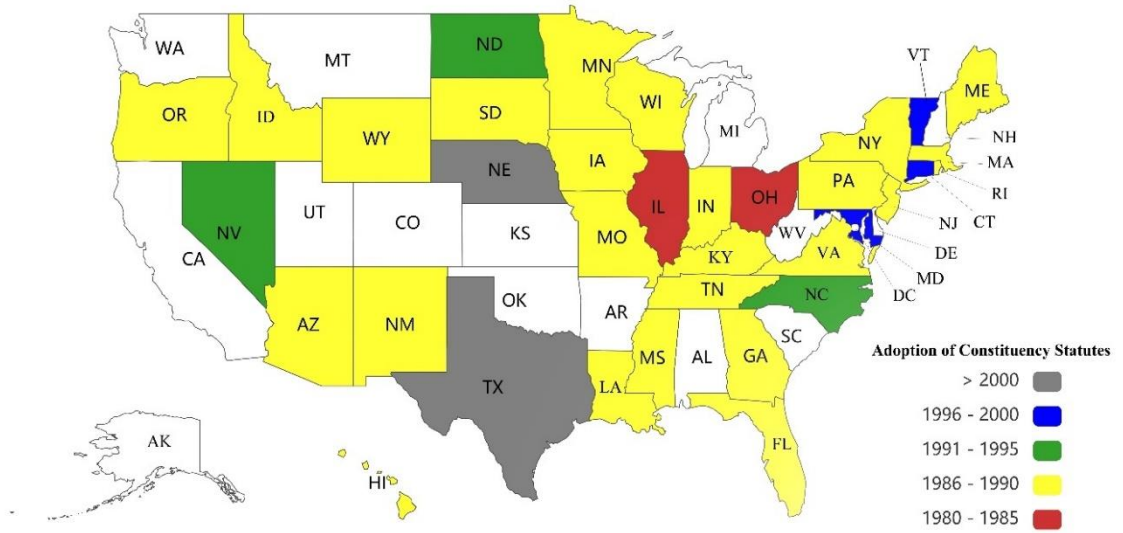 WA
MT
ND
MN
VT
ME
OR
ID
WY
SD
WI
MI
NY
NH
MA
RI
CT
NE
IA
PA
NJ
NV
UT
CO
IL
IN
OH
WV
VA
DE
MD
DC
CA
KS
MO
KY
AZ
NM
OK
AR
TN
NC
SC
TX
LA
MS
AL
GA
FL
AK
HI
Adoption of Constituency Statutes
> 2000
1996 - 2000
1991 - 1995
1986 - 1990
1980 - 1985